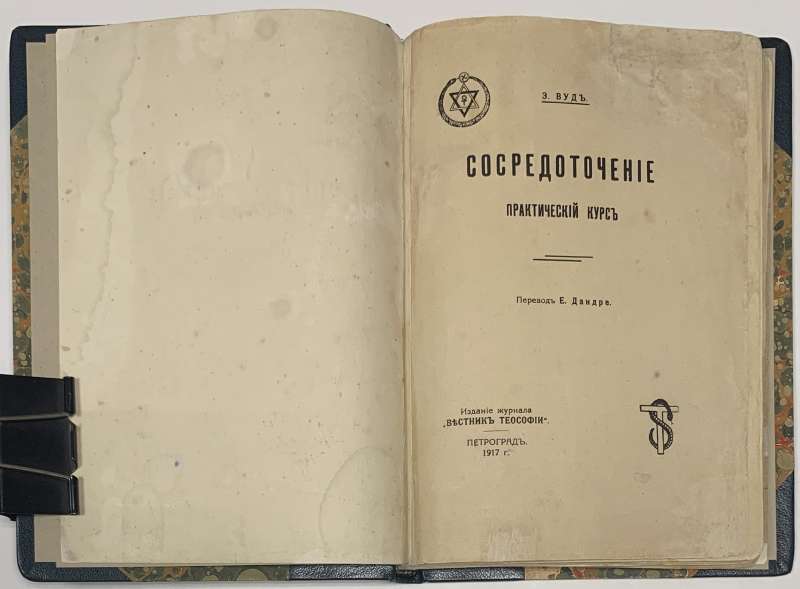 Э. ВУДЪ.
СОСРЕДОТОЧЕНІЕ
ПРАКТИЧЕСКІЙ КУРСЪ
Переводъ Е. Дандре.
Изданіе журнала
„ВѢСТНИКЪ ТЕОСОФІИ“.
ПЕТРОГРАДЪ.
1917 г.